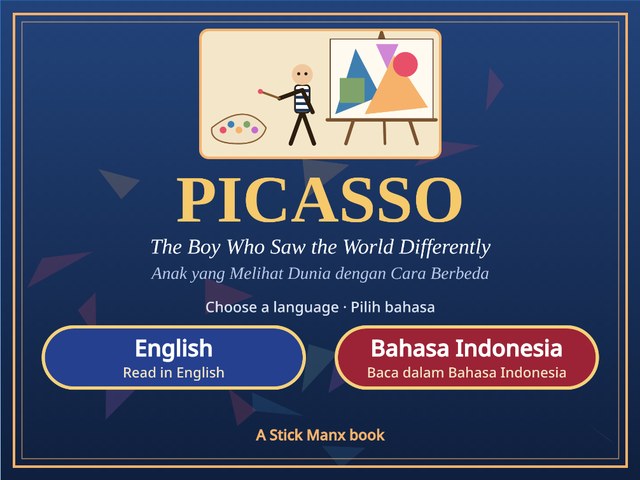 PICASSO
The Boy Who Saw the World Differently
Anak yang Melihat Dunia dengan Cara Berbeda
Choose a language · Pilih bahasa
English
Read in English
Bahasa Indonesia
Baca dalam Bahasa Indonesia
A Stick Manx book